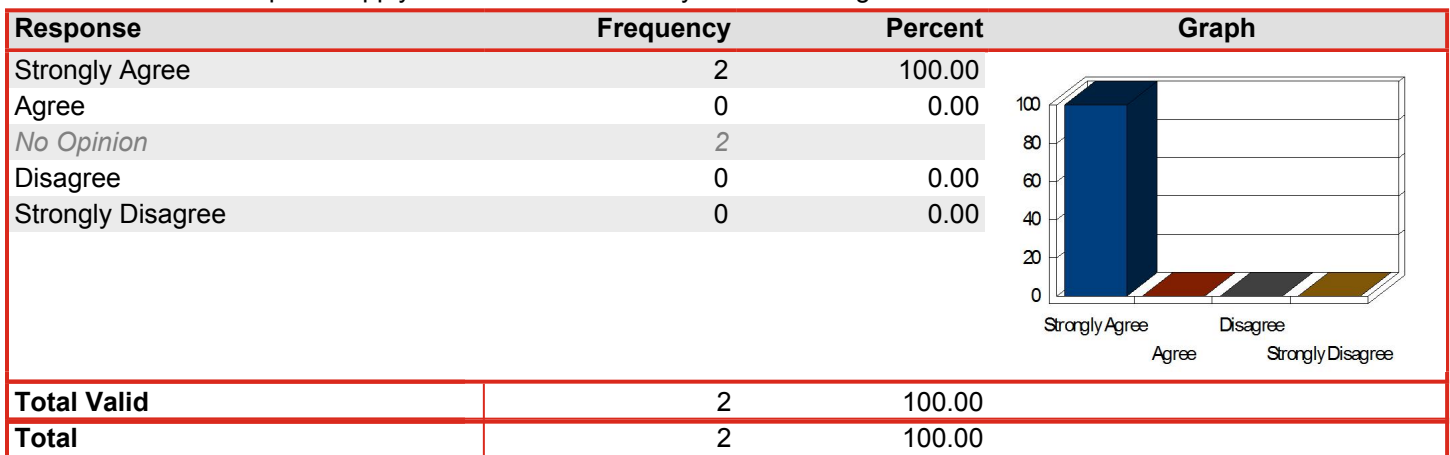 Response Frequency Percent Graph
Strongly Agree 2 100.00
Agree 0 0.00
No Opinion 2
Disagree 0 0.00
Strongly Disagree 0 0.00
100
80
60
40
20
0
Strongly Agree Disagree
Agree Strongly Disagree
Total Valid 2 100.00
Total 2 100.00